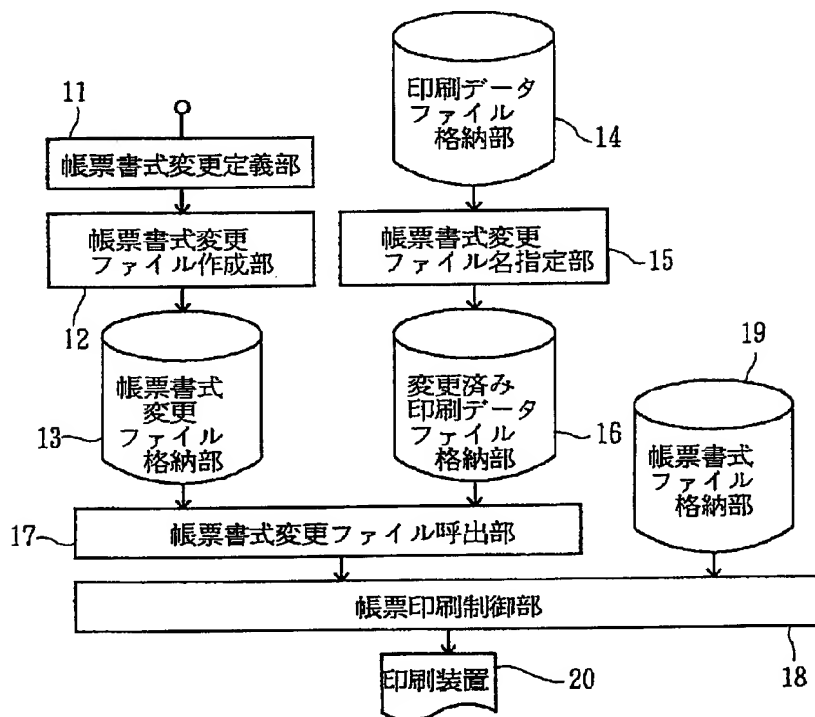 11
帳票書式変更定義部
帳票書式変更
ファイル作成部
12
帳票書式
変更
ファイル
格納部
13
印刷データ
ファイル
格納部
14
帳票書式変更
ファイル名指定部
15
変更済み
印刷データ
ファイル
格納部
16
19
帳票書式
ファイル
格納部
17
帳票書式変更ファイル呼出部
帳票印刷制御部
18
印刷装置
20